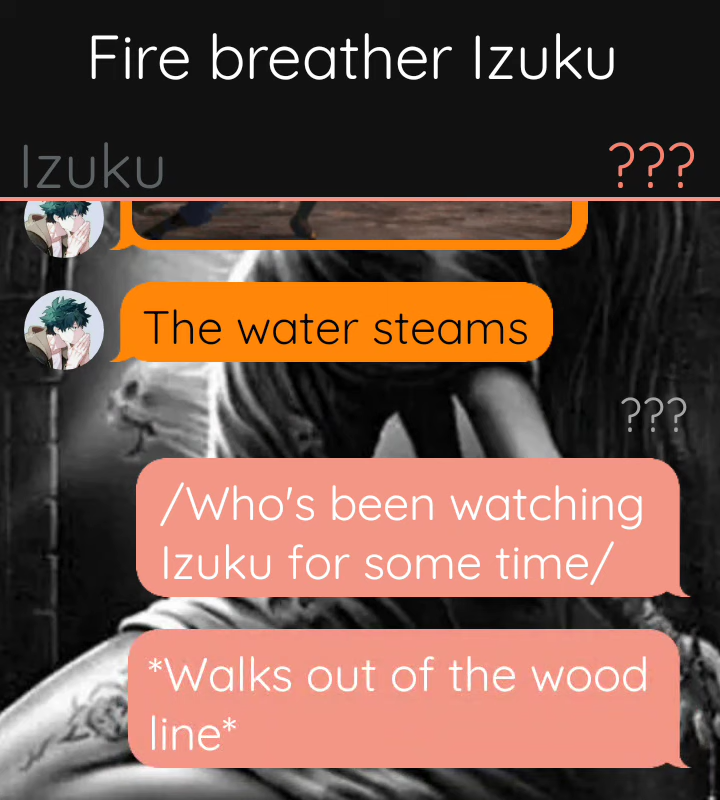 Fire breather Izuku
Izuku
???
The water steams
???
/Who's been watching
Izuku for some time/
*Walks out of the wood
line*